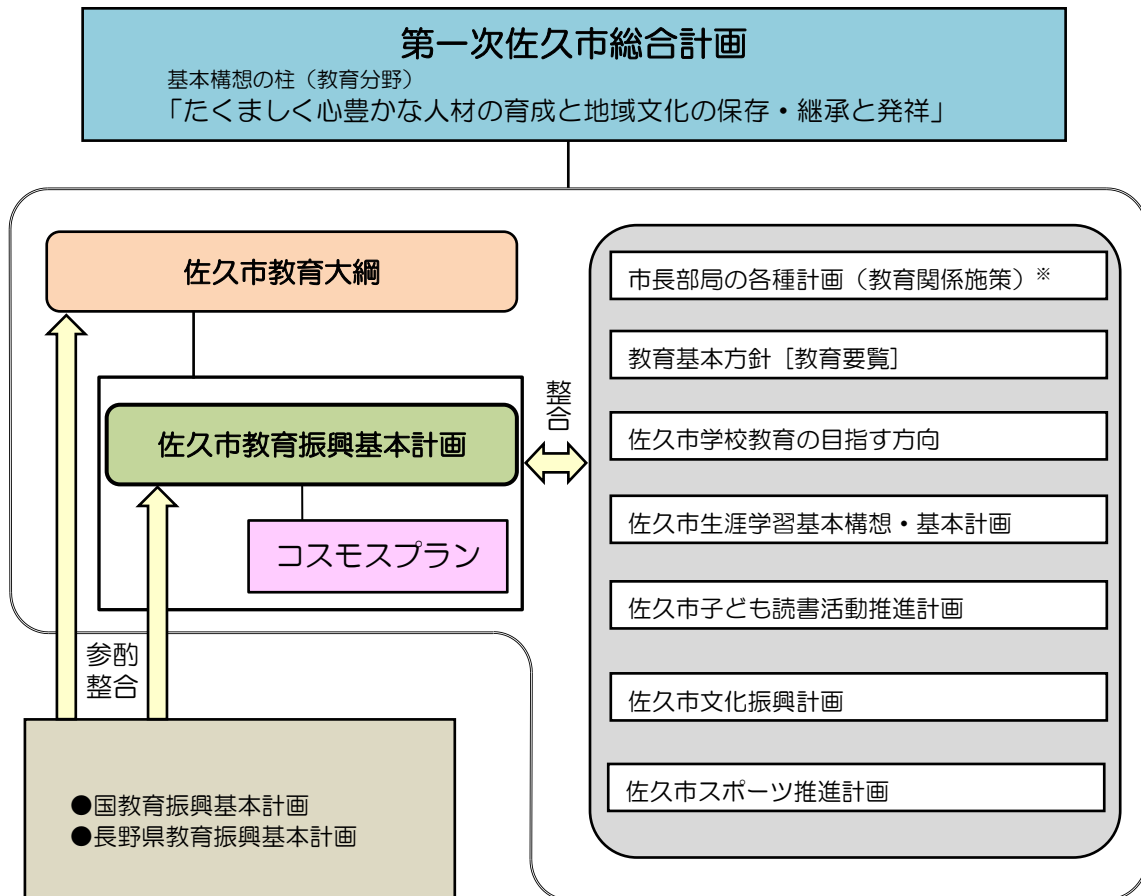 第一次佐久市総合計画
基本構想の柱（教育分野）
「たくましく心豊かな人材の育成と地域文化の保存・継承と発祥」
佐久市教育大綱
佐久市教育振興基本計画
コスモスプラン
整
合
市長部局の各種計画（教育関係施策）※
教育基本方針［教育要覧］
佐久市学校教育の目指す方向
佐久市生涯学習基本構想・基本計画
佐久市子ども読書活動推進計画
佐久市文化振興計画
佐久市スポーツ推進計画
参酌
整合
●国教育振興基本計画
●長野県教育振興基本計画